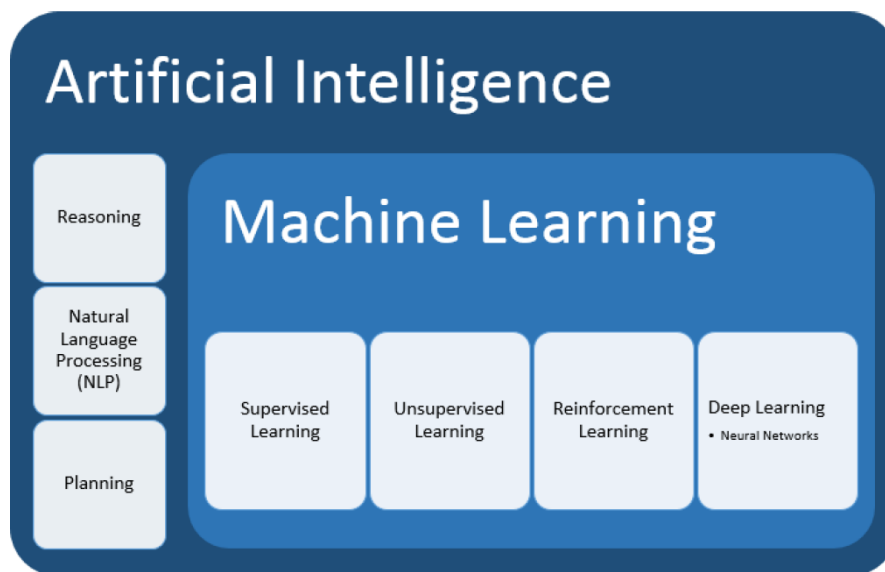 Artificial Intelligence
Reasoning
Natural
Language
Processing
(NLP)
Planning
Machine Learning
Supervised
Learning
Unsupervised
Learning
Reinforcement
Learning
Deep Learning
• Neural Networks